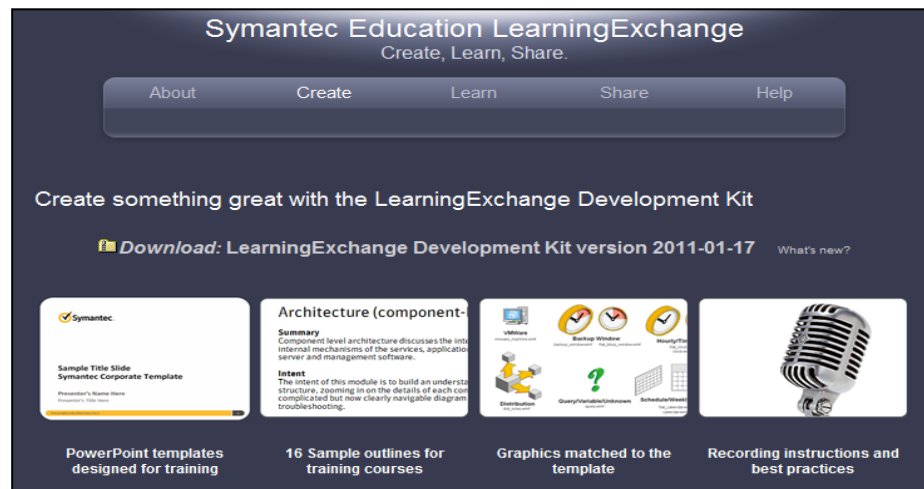 Symantec Education LearningExchange
Create, Learn, Share.
About Create Learn Share Help
Create something great with the LearningExchange Development Kit
Download: LearningExchange Development Kit version 2011-01-17 What's new?
Symantec.
Sample Title Slide
Symantec Corporate Template
Presenter's Name Here
Presenter's Title Here
Architecture (component-
Summary
Component level architecture discusses the
internal mechanisms of the services,
server and management software.
Intent
The intent of this module is to build an
structure, zooming in on the details of each
complicated but now clearly navigable diagram
troubleshooting.
VMWare
Backup Window
Distribution
Query/Variable/Unknown
PowerPoint templates
designed for training
16 Sample outlines for
training courses
Graphics matched to the
template
Recording instructions and
best practices